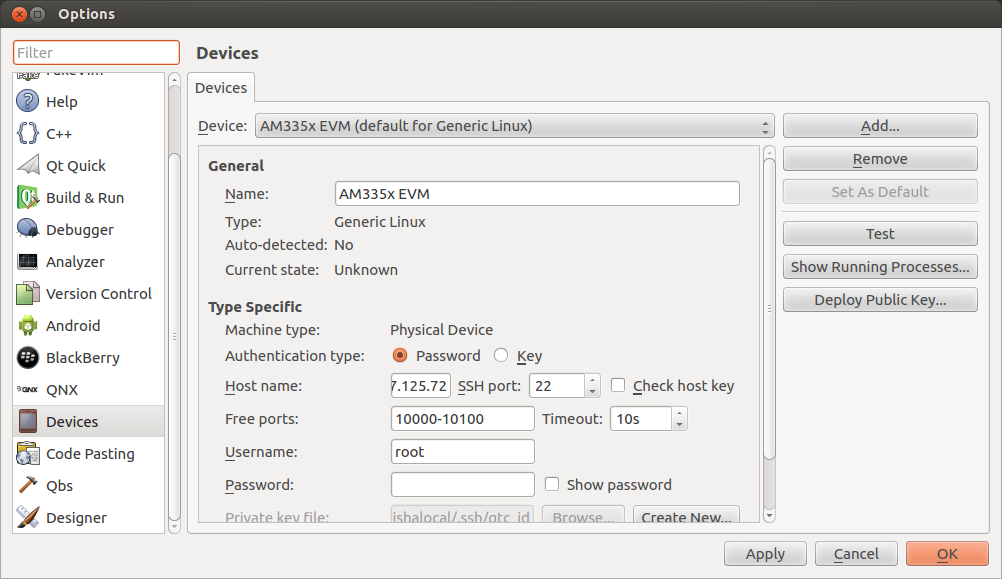 Options
Filter
Devices
FakeVim
Help
C++
Qt Quick
Build & Run
Debugger
Analyzer
Version Control
Android
BlackBerry
QNX
QNX
Devices
Code Pasting
Qbs
Designer
Devices
Device: AM335x EVM (default for Generic Linux)
General
Name: AM335x EVM
Type: Generic Linux
Auto-detected: No
Current state: Unknown
Type Specific
Machine type: Physical Device
Authentication type: Password Key
Host name: 7.125.72 SSH port: 22 Check host key
Free ports: 10000-10100 Timeout: 10s
Username: root
Password: Show password
Private key file: ishalocal/.ssh/qtc_id Browse... Create New...
Add...
Remove
Set As Default
Test
Show Running Processes...
Deploy Public Key...
Apply Cancel OK